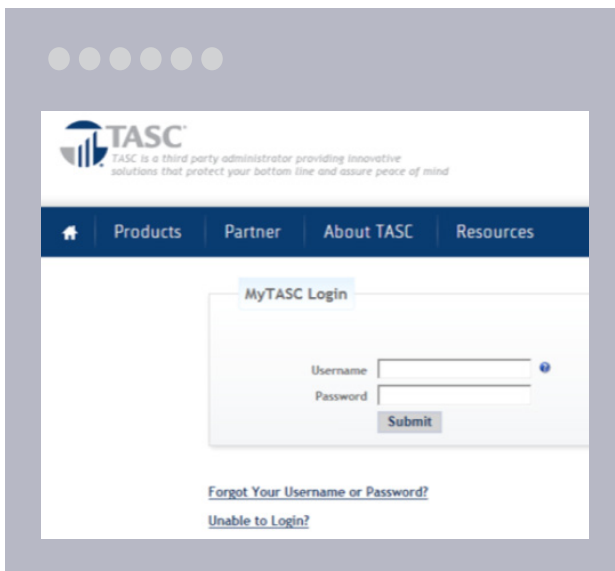 TASC
TASC is a third party administrator providing innovative
solutions that protect your bottom line and assure peace of mind
Products Partner About TASC Resources
MyTASC Login
Username
Password
Submit
Forgot Your Username or Password?
Unable to Login?